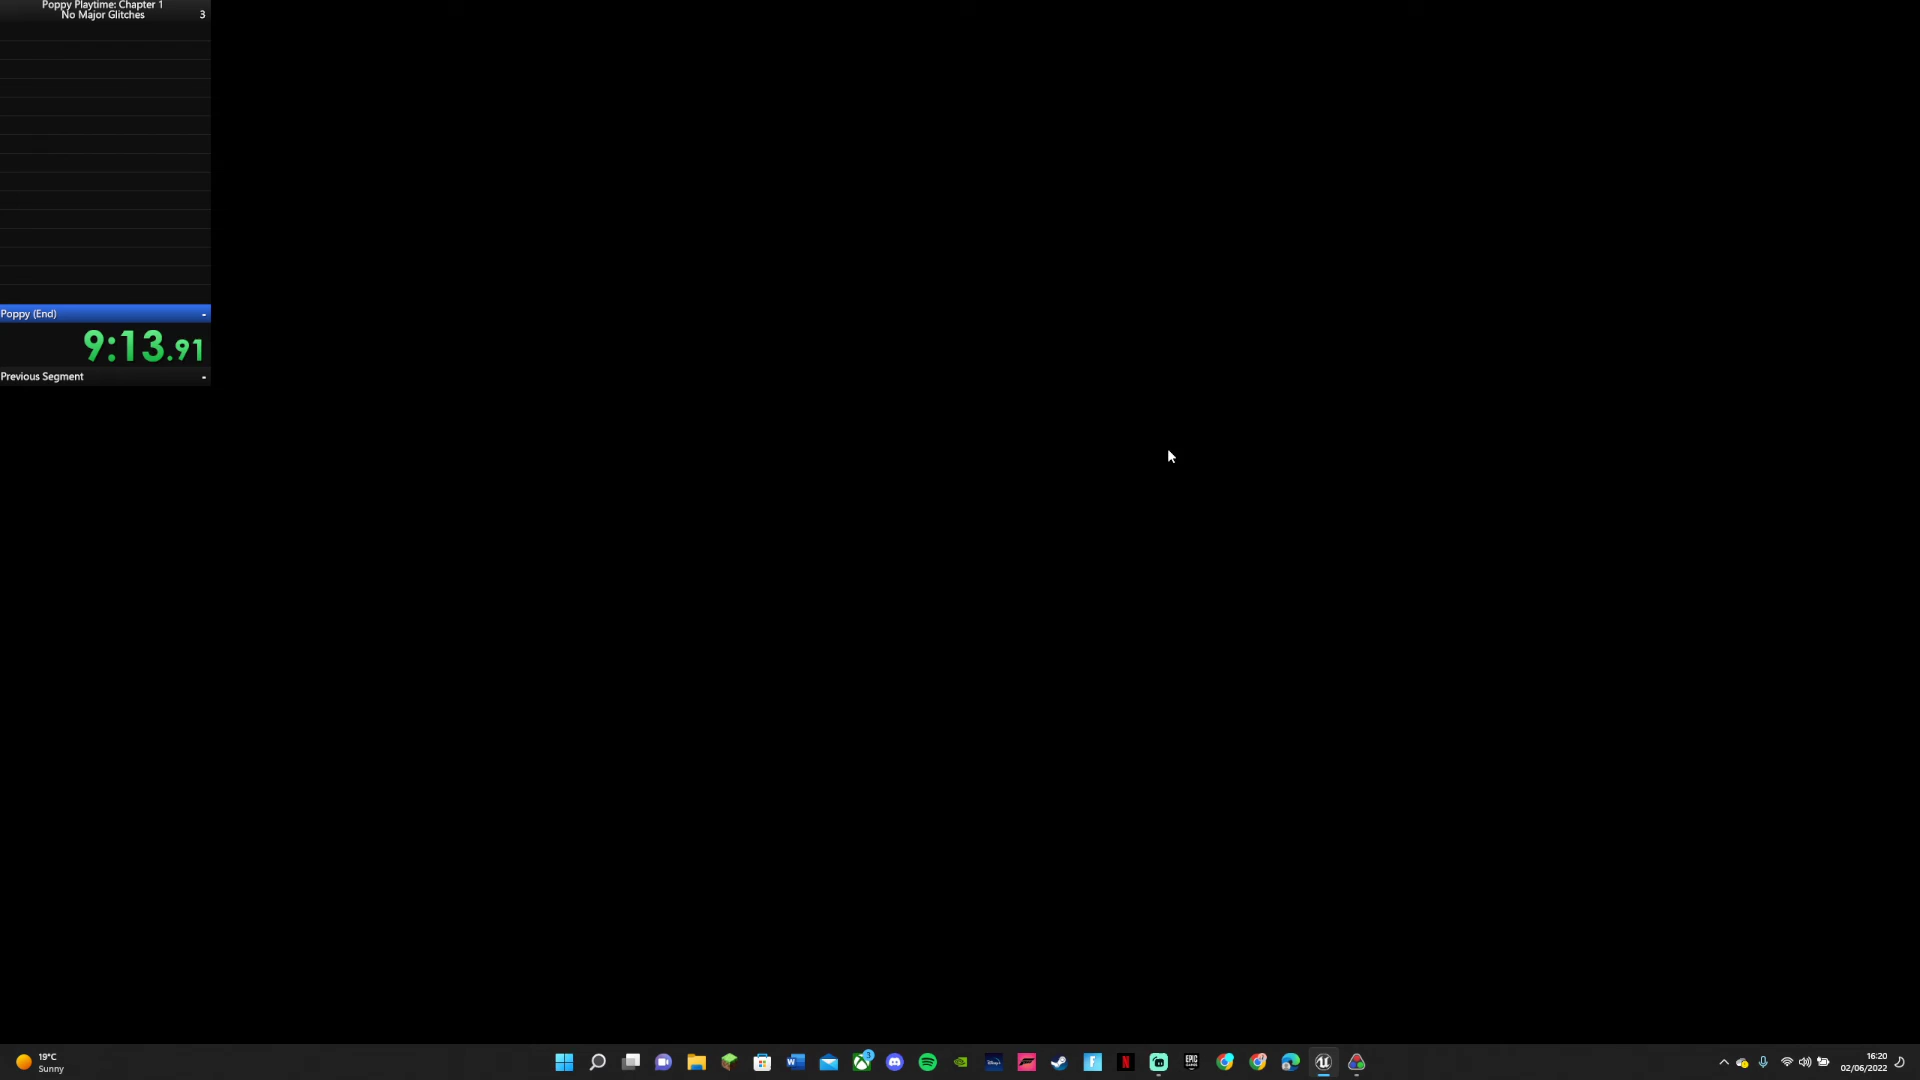 Poppy Playtime: Chapter 1
No Major Glitches 3
Poppy (End) -
9:13.91
Previous Segment -
19°C
Sunny
16:20
02/06/2022